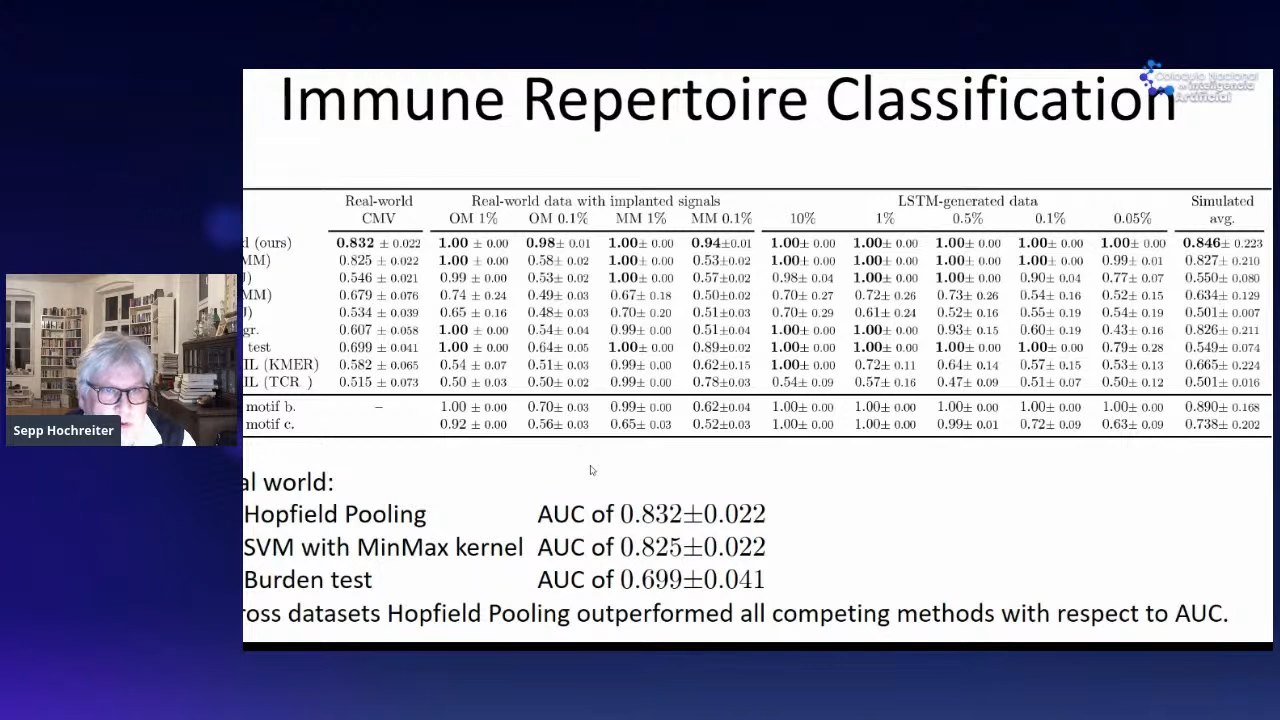 Coloquio Nacional
de Inteligencia
Artificial
Immune Repertoire Classification
Real-world Real-world data with implanted signals LSTM-generated data Simulated
CMV OM 1% OM 0.1% MM 1% MM 0.1% 10% 1% 0.5% 0.1% 0.05% avg.
d (ours) 0.832 ± 0.022 1.00 ± 0.00 0.98± 0.01 1.00± 0.00 0.94±0.01 1.00± 0.00 1.00± 0.00 1.00± 0.00 1.00± 0.00 1.00± 0.00 0.846± 0.223
MM) 0.825 ± 0.022 1.00 ± 0.00 0.58± 0.02 1.00± 0.00 0.53±0.02 1.00± 0.00 1.00± 0.00 1.00± 0.00 1.00± 0.00 0.99± 0.01 0.827± 0.210
J) 0.546 ± 0.021 0.99 ± 0.00 0.53± 0.02 1.00± 0.00 0.57±0.02 0.98± 0.04 1.00± 0.00 1.00± 0.00 0.90± 0.04 0.77± 0.07 0.550± 0.080
MM) 0.679 ± 0.076 0.74 ± 0.24 0.49± 0.03 0.67± 0.18 0.50±0.02 0.70± 0.27 0.72± 0.26 0.73± 0.26 0.54± 0.16 0.52± 0.15 0.634± 0.129
J) 0.534 ± 0.039 0.65 ± 0.16 0.48± 0.03 0.70± 0.20 0.51±0.03 0.70± 0.29 0.61± 0.24 0.52± 0.16 0.55± 0.19 0.54± 0.19 0.501± 0.007
gr. 0.607 ± 0.058 1.00 ± 0.00 0.54± 0.04 0.99± 0.00 0.51±0.04 1.00± 0.00 1.00± 0.00 0.93± 0.15 0.60± 0.19 0.43± 0.16 0.826± 0.211
test 0.699 ± 0.041 1.00 ± 0.00 0.64± 0.05 1.00± 0.00 0.89±0.02 1.00± 0.00 1.00± 0.00 1.00± 0.00 1.00± 0.00 0.79± 0.28 0.549± 0.074
IL (KMER) 0.582 ± 0.065 0.54 ± 0.07 0.51± 0.03 0.99± 0.00 0.62±0.15 1.00± 0.00 0.72± 0.11 0.64± 0.14 0.57± 0.15 0.53± 0.13 0.665± 0.224
IL (TCR ) 0.515 ± 0.073 0.50 ± 0.03 0.50± 0.02 0.99± 0.00 0.78±0.03 0.54± 0.09 0.57± 0.16 0.47± 0.09 0.51± 0.07 0.50± 0.12 0.501± 0.016
motif b. – 1.00 ± 0.00 0.70± 0.03 0.99± 0.00 0.62±0.04 1.00± 0.00 1.00± 0.00 1.00± 0.00 1.00± 0.00 1.00± 0.00 0.890± 0.168
motif c. 0.92 ± 0.00 0.56± 0.03 0.65± 0.03 0.52±0.03 1.00± 0.00 1.00± 0.00 0.99± 0.01 0.72± 0.09 0.63± 0.09 0.738± 0.202
Sepp Hochreiter
al world:
Hopfield Pooling AUC of 0.832±0.022
SVM with MinMax kernel AUC of 0.825±0.022
Burden test AUC of 0.699±0.041
ross datasets Hopfield Pooling outperformed all competing methods with respect to AUC.